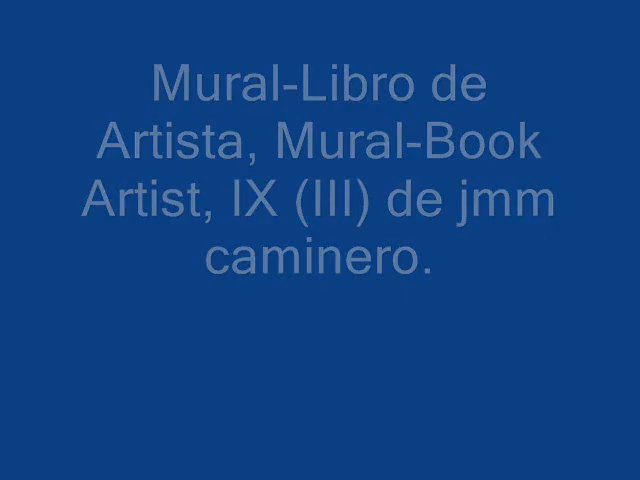 Mural-Libro de
Artista, Mural-Book
Artist, IX (III) de jmm
caminero.